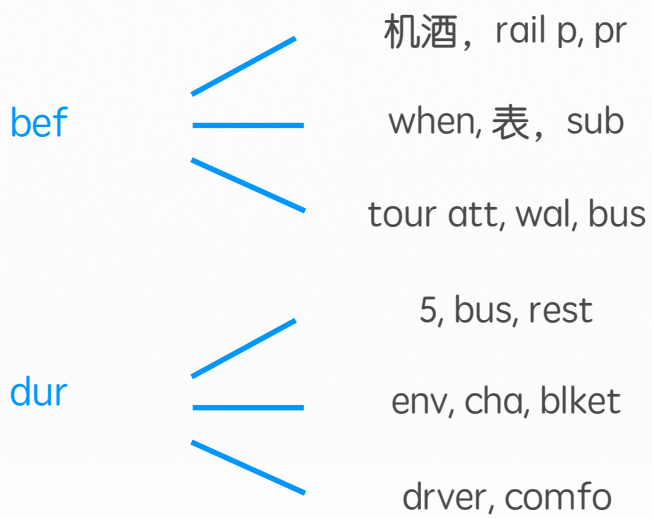 机酒，rail p, pr
bef
when, 表，sub
tour att, wal, bus
5, bus, rest
dur
env, cha, blket
drver, comfo